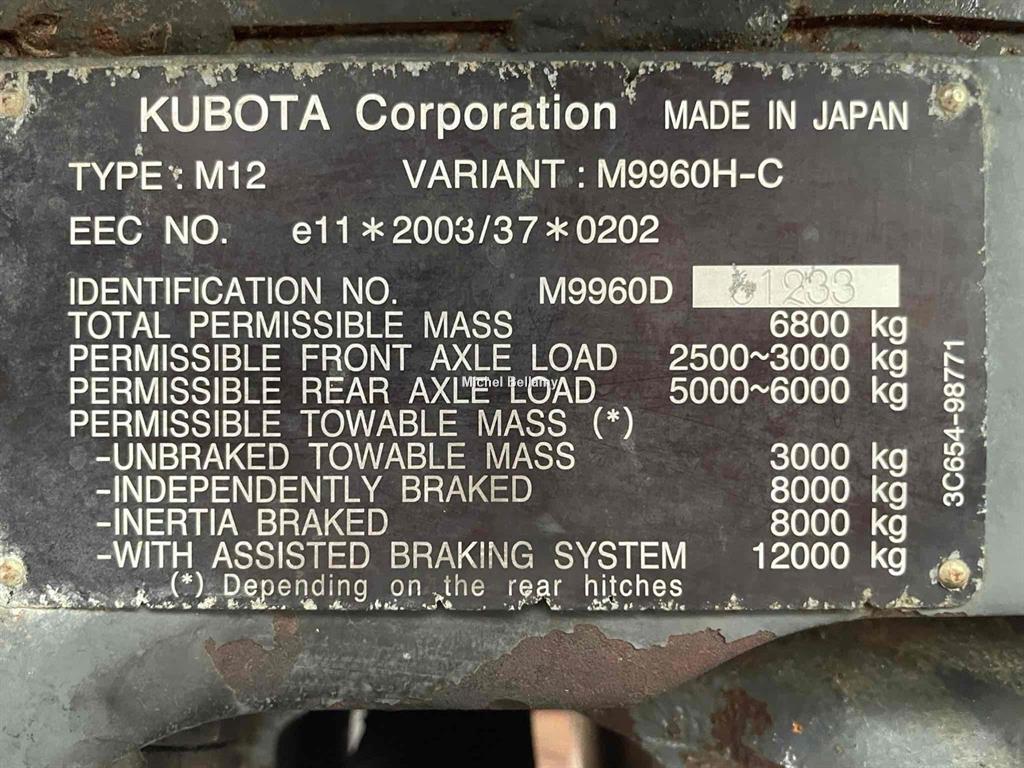 KUBOTA Corporation MADE IN JAPAN
TYPE : M12 VARIANT : M9960H-C
EEC NO. e11*2003/37*0202
IDENTIFICATION NO. M9960D
TOTAL PERMISSIBLE MASS 6800 kg
PERMISSIBLE FRONT AXLE LOAD 2500~3000 kg
PERMISSIBLE REAR AXLE LOAD 5000~6000 kg
Michel Bellamy
PERMISSIBLE TOWABLE MASS (*)
-UNBRAKED TOWABLE MASS 3000 kg
-INDEPENDENTLY BRAKED 8000 kg
-INERTIA BRAKED 8000 kg
-WITH ASSISTED BRAKING SYSTEM 12000 kg
(*) Depending on the rear hitches
3C654-98771